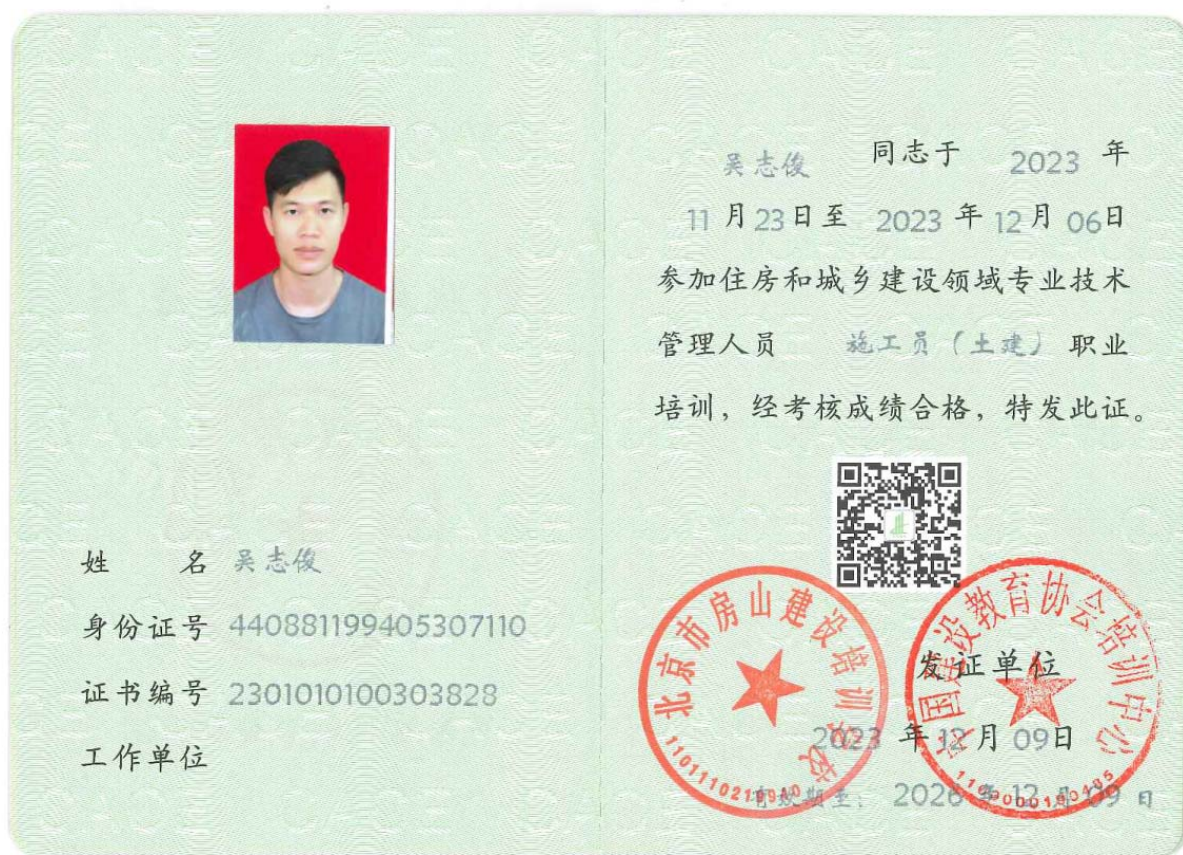 姓 名 吴志俊
身份证号 440881199405307110
证书编号 2301010100303828
工作单位
吴志俊 同志于 2023 年
11 月 23 日至 2023 年 12 月 06 日
参加住房和城乡建设领域专业技术
管理人员 施工员（土建） 职业
培训，经考核成绩合格，特发此证。
北京市房山建设培训学校
中国建设教育协会培训中心
发证单位
2023 年 12 月 09 日
有效期至： 2026 年 12 月 09 日
CACE